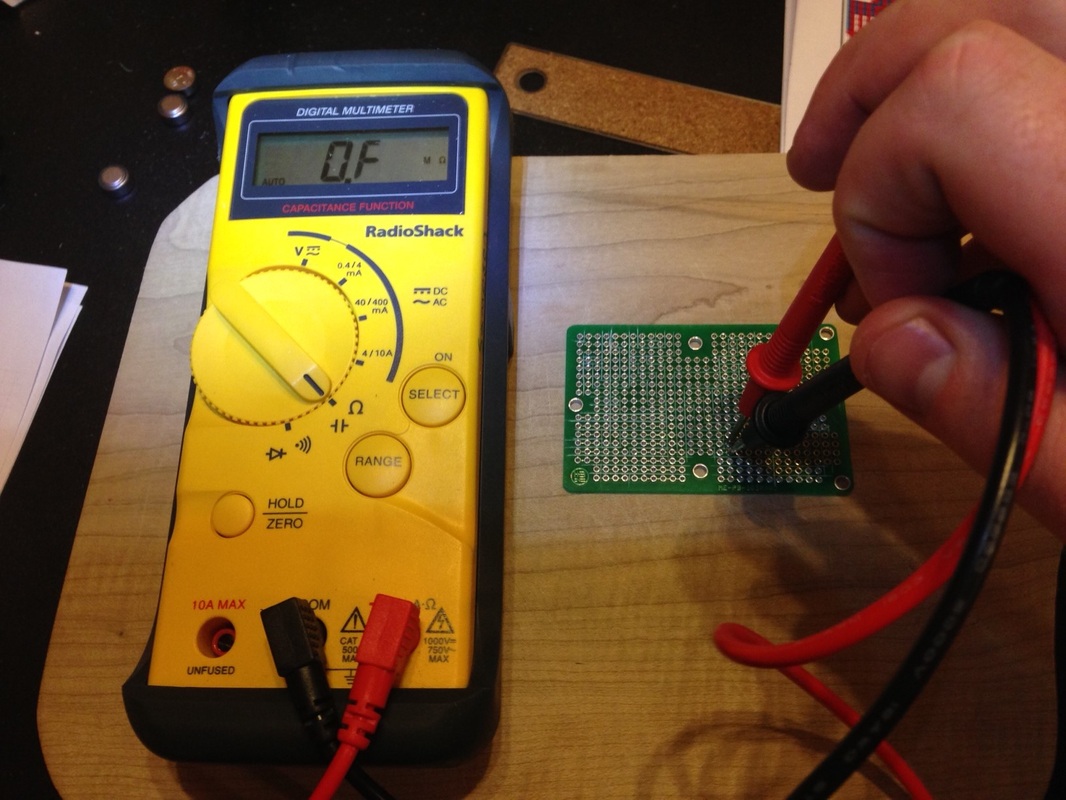 DIGITAL MULTIMETER
0.F
M Ω
AUTO
CAPACITANCE FUNCTION
RadioShack
V
0.4/4
mA
DC
AC
40/400
mA
4/10A
ON
SELECT
Ω
RANGE
HOLD
ZERO
10A MAX
OM
A·Ω
CAT
500
MA
1000V
750V~
MAX
UNFUSED